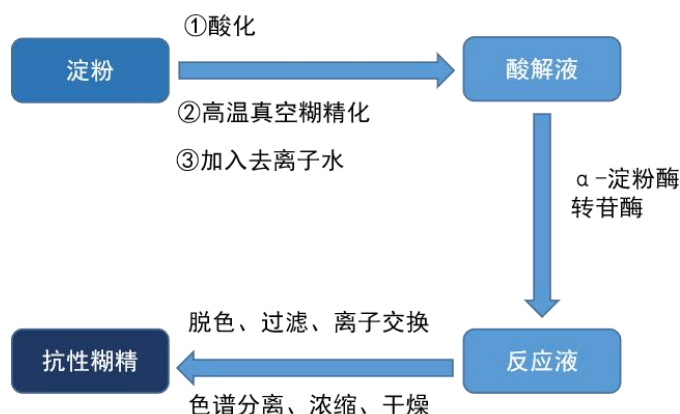 淀粉
①酸化
②高温真空糊精化
③加入去离子水
酸解液
α-淀粉酶
转苷酶
反应液
脱色、过滤、离子交换
色谱分离、浓缩、干燥
抗性糊精